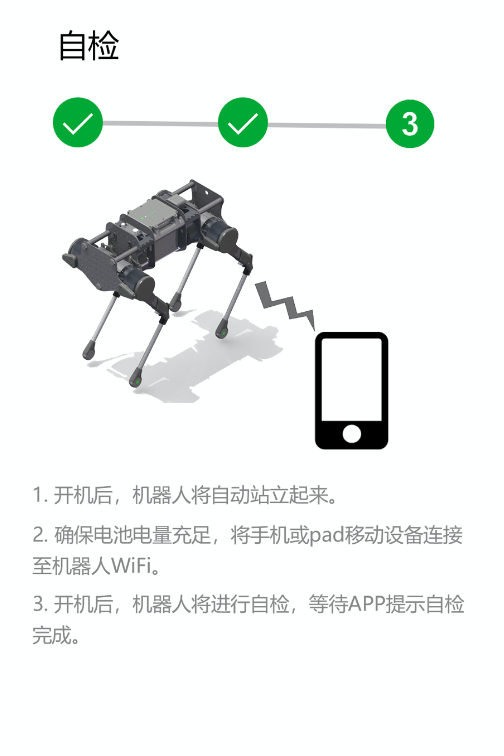 自检
3
1. 开机后，机器人将自动站立起来。
2. 确保电池电量充足，将手机或pad移动设备连接
至机器人WiFi。
3. 开机后，机器人将进行自检，等待APP提示自检
完成。